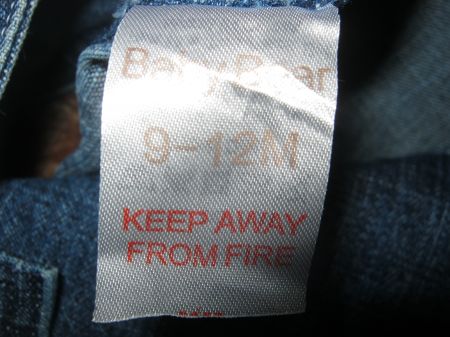 Baby Bear
9-12M
KEEP AWAY
FROM FIRE